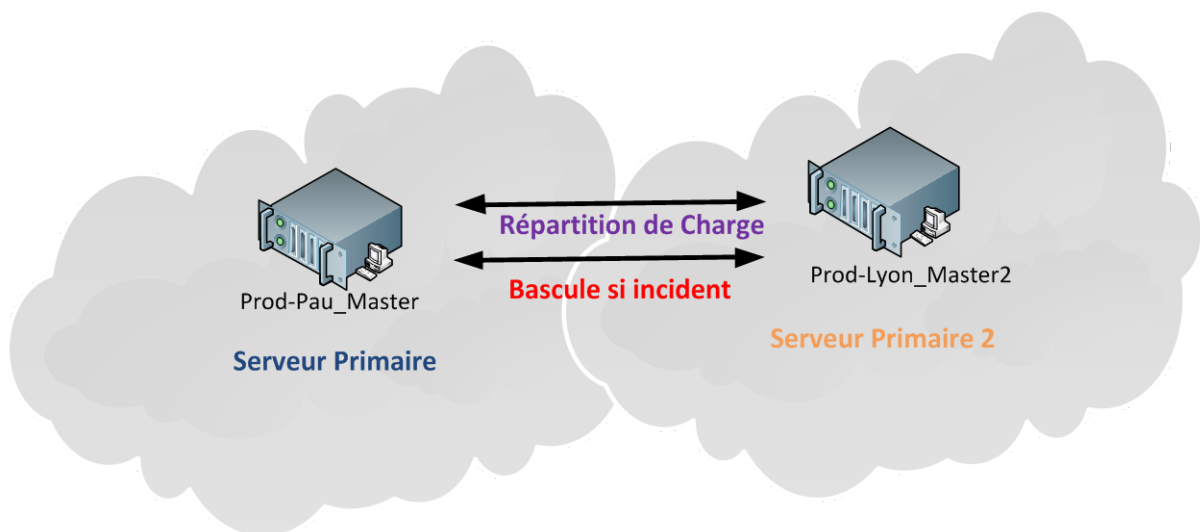 Répartition de Charge
Bascule si incident
Prod-Pau_Master
Serveur Primaire
Prod-Lyon_Master2
Serveur Primaire 2